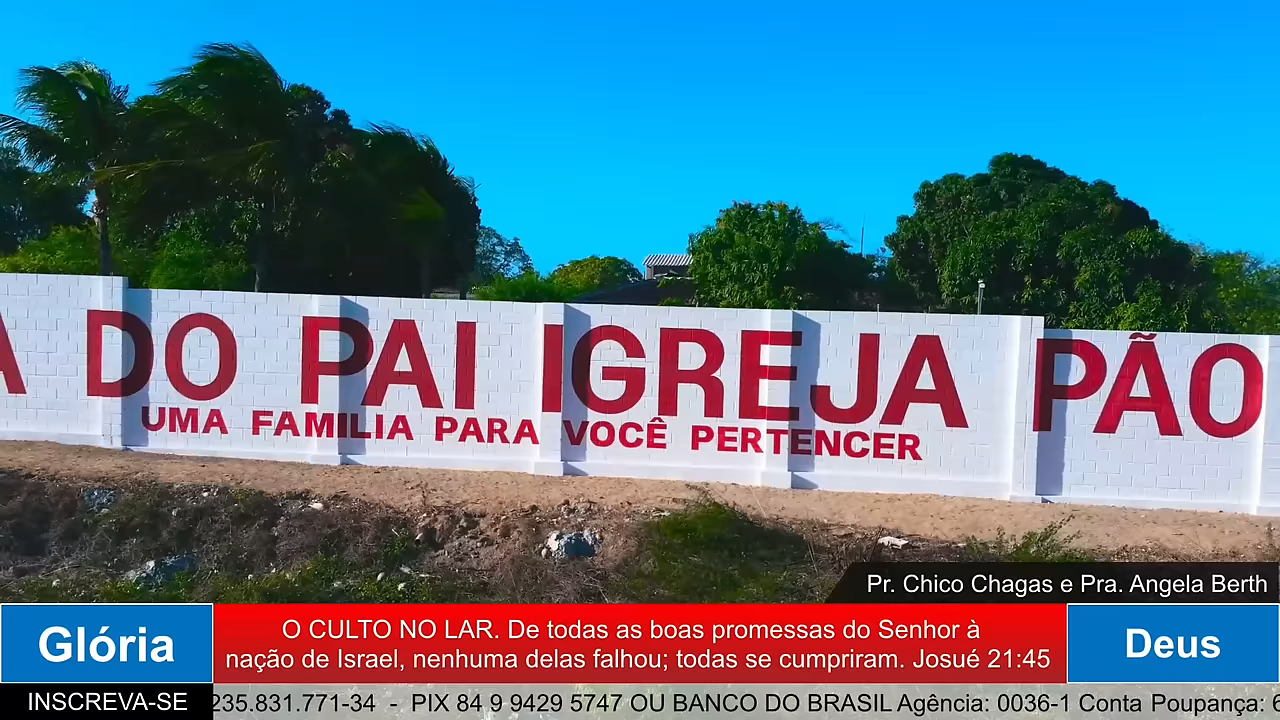 DO PAI IGREJA PÃO
UMA FAMILIA PARA VOCÊ PERTENCER
Pr. Chico Chagas e Pra. Angela Berth
Glória
O CULTO NO LAR. De todas as boas promessas do Senhor à
nação de Israel, nenhuma delas falhou; todas se cumpriram. Josué 21:45
Deus
INSCREVA-SE
235.831.771-34 - PIX 84 9 9429 5747 OU BANCO DO BRASIL Agência: 0036-1 Conta Poupança: